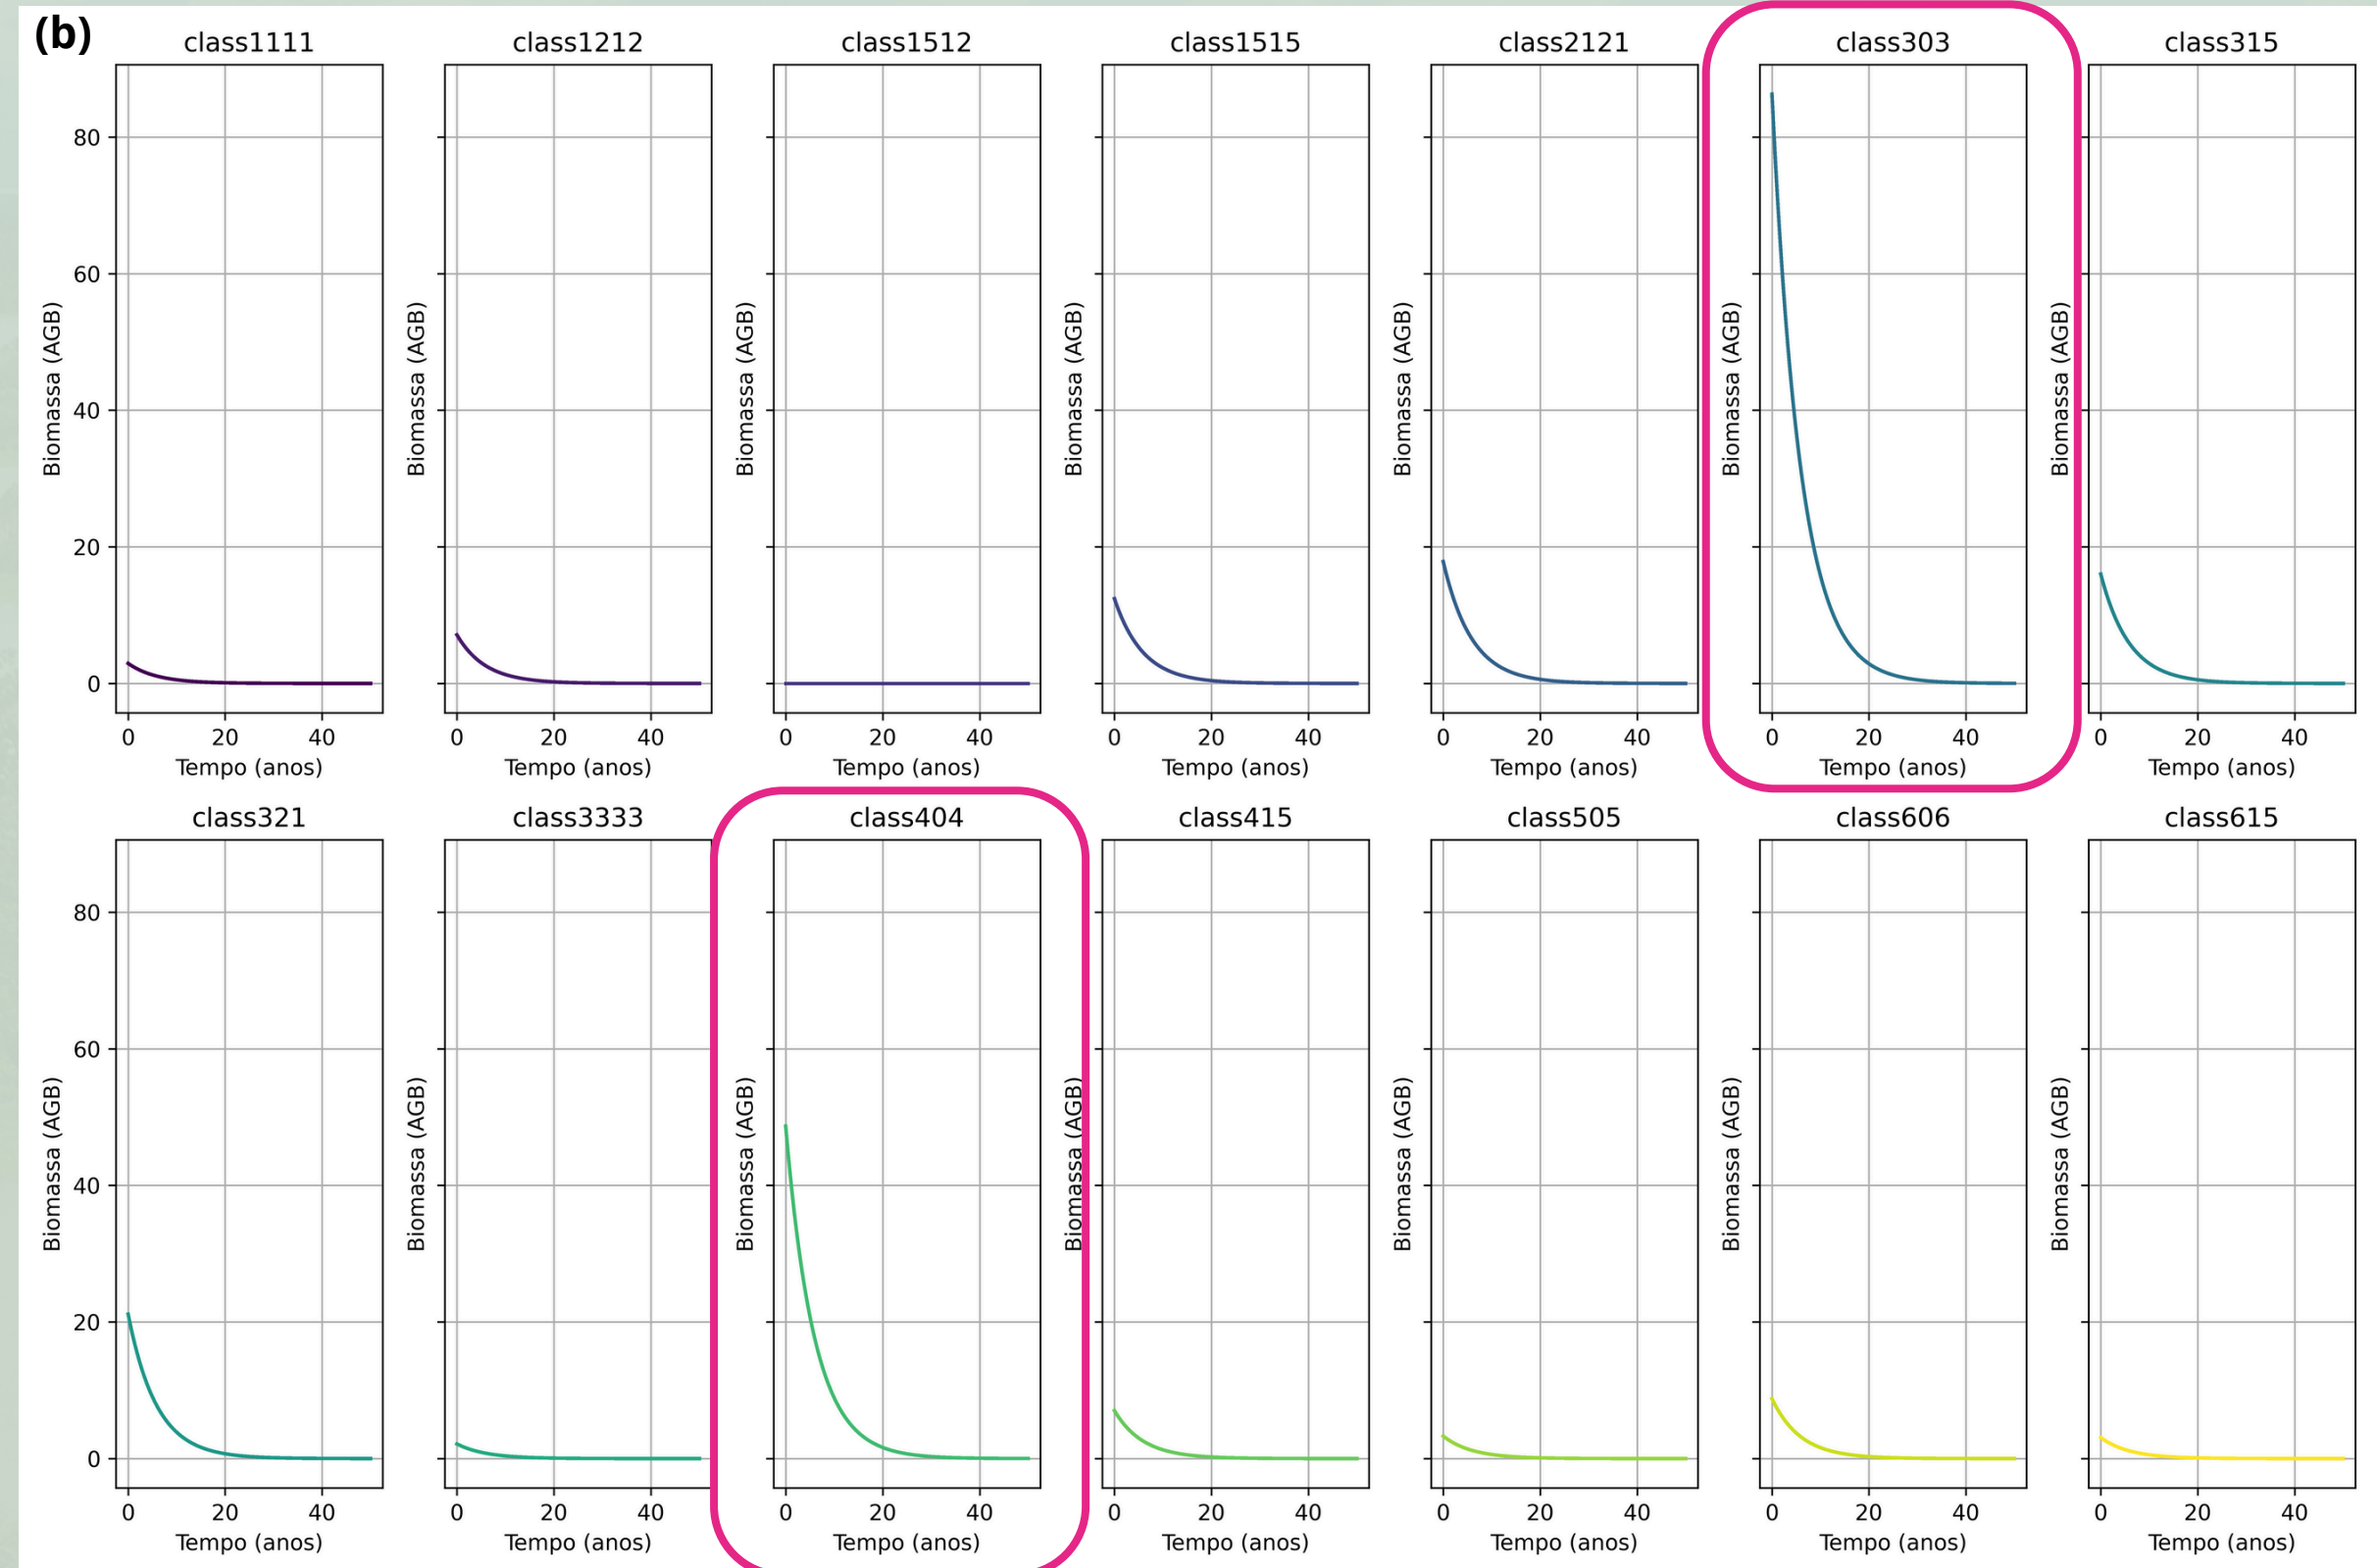 (b)
class1111
class1212
class1512
class1515
class2121
class303
class315
80
60
40
20
0
Biomassa (AGB)
Biomassa (AGB)
Biomassa (AGB)
Biomassa (AGB)
Biomassa (AGB)
Biomassa (AGB)
Biomassa (AGB)
0 20 40
0 20 40
0 20 40
0 20 40
0 20 40
0 20 40
0 20 40
Tempo (anos)
Tempo (anos)
Tempo (anos)
Tempo (anos)
Tempo (anos)
Tempo (anos)
Tempo (anos)
class321
class3333
class404
class415
class505
class606
class615
80
60
40
20
0
Biomassa (AGB)
Biomassa (AGB)
Biomassa (AGB)
Biomassa (AGB)
Biomassa (AGB)
Biomassa (AGB)
Biomassa (AGB)
0 20 40
0 20 40
0 20 40
0 20 40
0 20 40
0 20 40
0 20 40
Tempo (anos)
Tempo (anos)
Tempo (anos)
Tempo (anos)
Tempo (anos)
Tempo (anos)
Tempo (anos)